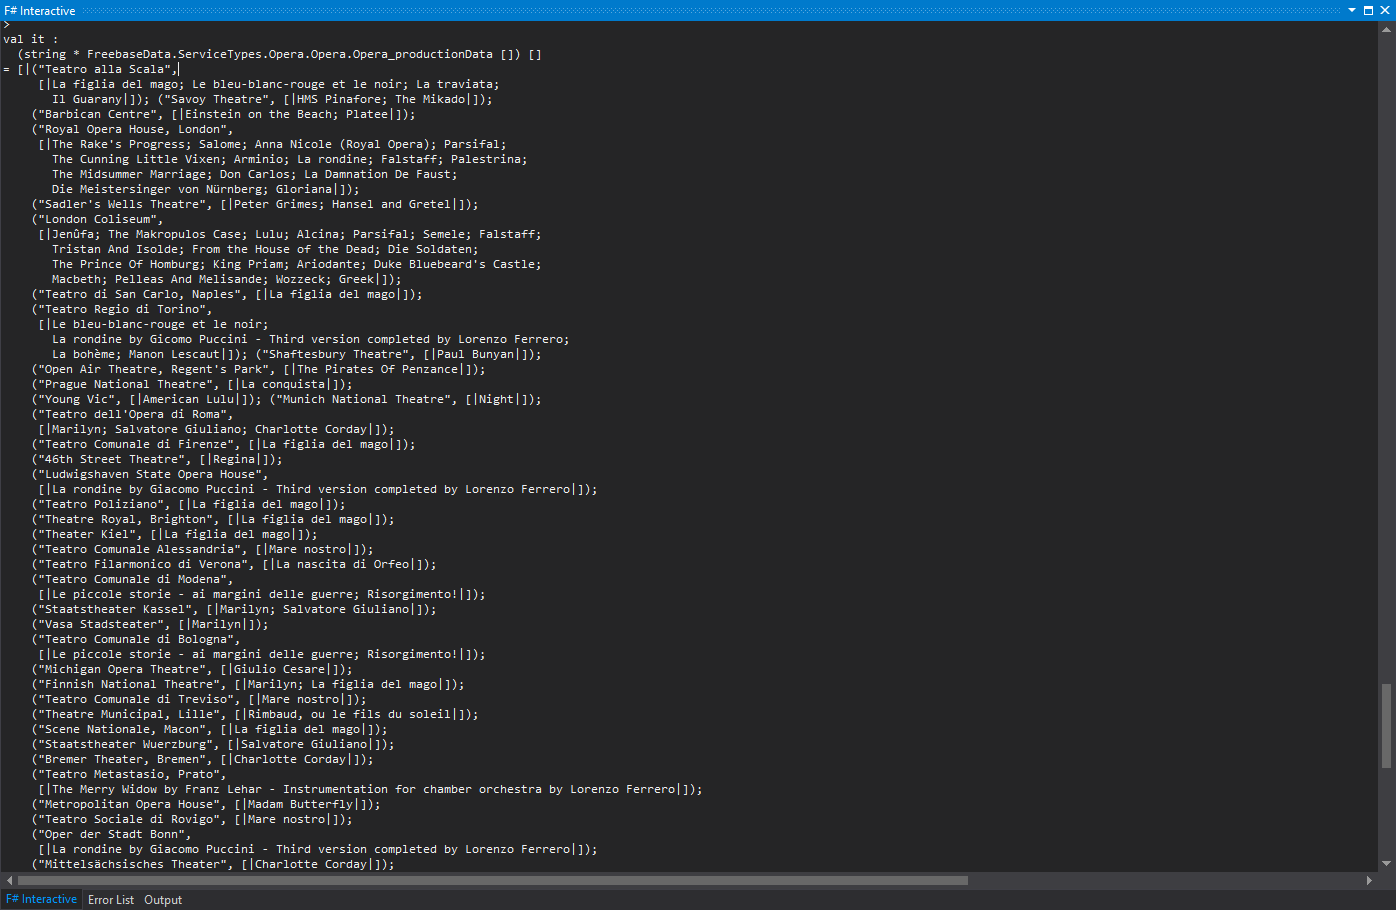 F# Interactive
>
val it :
  (string * FreebaseData.ServiceTypes.Opera.Opera.Opera_productionData []) []
= [|("Teatro alla Scala",
     [|La figlia del mago; Le bleu-blanc-rouge et le noir; La traviata;
       Il Guarany|]); ("Savoy Theatre", [|HMS Pinafore; The Mikado|]);
    ("Barbican Centre", [|Einstein on the Beach; Platee|]);
    ("Royal Opera House, London",
     [|The Rake's Progress; Salome; Anna Nicole (Royal Opera); Parsifal;
       The Cunning Little Vixen; Arminio; La rondine; Falstaff; Palestrina;
       The Midsummer Marriage; Don Carlos; La Damnation De Faust;
       Die Meistersinger von Nürnberg; Gloriana|]);
    ("Sadler's Wells Theatre", [|Peter Grimes; Hansel and Gretel|]);
    ("London Coliseum",
     [|Jenůfa; The Makropulos Case; Lulu; Alcina; Parsifal; Semele; Falstaff;
       Tristan And Isolde; From the House of the Dead; Die Soldaten;
       The Prince Of Homburg; King Priam; Ariodante; Duke Bluebeard's Castle;
       Macbeth; Pelleas And Melisande; Wozzeck; Greek|]);
    ("Teatro di San Carlo, Naples", [|La figlia del mago|]);
    ("Teatro Regio di Torino",
     [|Le bleu-blanc-rouge et le noir;
       La rondine by Gicomo Puccini - Third version completed by Lorenzo Ferrero;
       La bohème; Manon Lescaut|]); ("Shaftesbury Theatre", [|Paul Bunyan|]);
    ("Open Air Theatre, Regent's Park", [|The Pirates Of Penzance|]);
    ("Prague National Theatre", [|La conquista|]);
    ("Young Vic", [|American Lulu|]); ("Munich National Theatre", [|Night|]);
    ("Teatro dell'Opera di Roma",
     [|Marilyn; Salvatore Giuliano; Charlotte Corday|]);
    ("Teatro Comunale di Firenze", [|La figlia del mago|]);
    ("46th Street Theatre", [|Regina|]);
    ("Ludwigshaven State Opera House",
     [|La rondine by Giacomo Puccini - Third version completed by Lorenzo Ferrero|]);
    ("Teatro Poliziano", [|La figlia del mago|]);
    ("Theatre Royal, Brighton", [|La figlia del mago|]);
    ("Theater Kiel", [|La figlia del mago|]);
    ("Teatro Comunale Alessandria", [|Mare nostro|]);
    ("Teatro Filarmonico di Verona", [|La nascita di Orfeo|]);
    ("Teatro Comunale di Modena",
     [|Le piccole storie - ai margini delle guerre; Risorgimento!|]);
    ("Staatstheater Kassel", [|Marilyn; Salvatore Giuliano|]);
    ("Vasa Stadsteater", [|Marilyn|]);
    ("Teatro Comunale di Bologna",
     [|Le piccole storie - ai margini delle guerre; Risorgimento!|]);
    ("Michigan Opera Theatre", [|Giulio Cesare|]);
    ("Finnish National Theatre", [|Marilyn; La figlia del mago|]);
    ("Teatro Comunale di Treviso", [|Mare nostro|]);
    ("Theatre Municipal, Lille", [|Rimbaud, ou le fils du soleil|]);
    ("Scene Nationale, Macon", [|La figlia del mago|]);
    ("Staatstheater Wuerzburg", [|Salvatore Giuliano|]);
    ("Bremer Theater, Bremen", [|Charlotte Corday|]);
    ("Teatro Metastasio, Prato",
     [|The Merry Widow by Franz Lehar - Instrumentation for chamber orchestra by Lorenzo Ferrero|]);
    ("Metropolitan Opera House", [|Madam Butterfly|]);
    ("Teatro Sociale di Rovigo", [|Mare nostro|]);
    ("Oper der Stadt Bonn",
     [|La rondine by Giacomo Puccini - Third version completed by Lorenzo Ferrero|]);
    ("Mittelsächsisches Theater", [|Charlotte Corday|]);
F# Interactive Error List Output